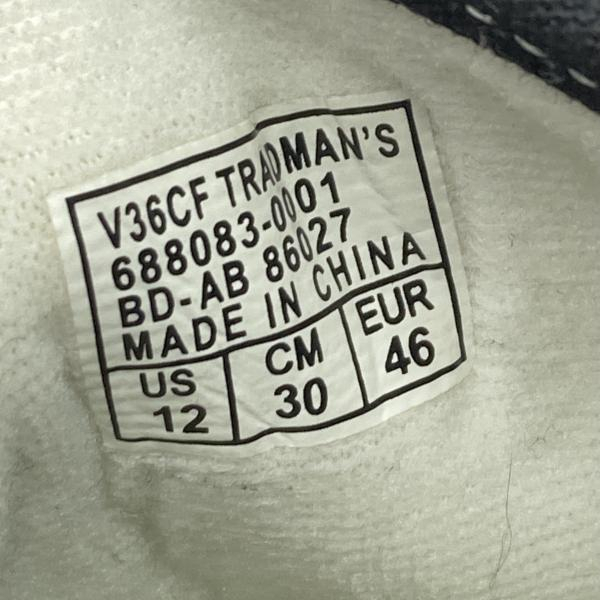 V36CF TRADMAN'S
688083-0001
BD-AB 86027
MADE IN CHINA
US CM EUR
12 30 46